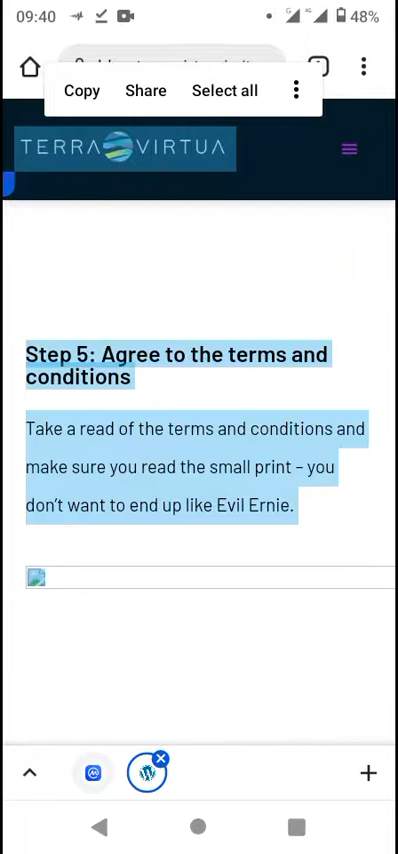 09:40
48%
Copy Share Select all
TERRA VIRTUA
Step 5: Agree to the terms and
conditions
Take a read of the terms and conditions and
make sure you read the small print – you
don't want to end up like Evil Ernie.